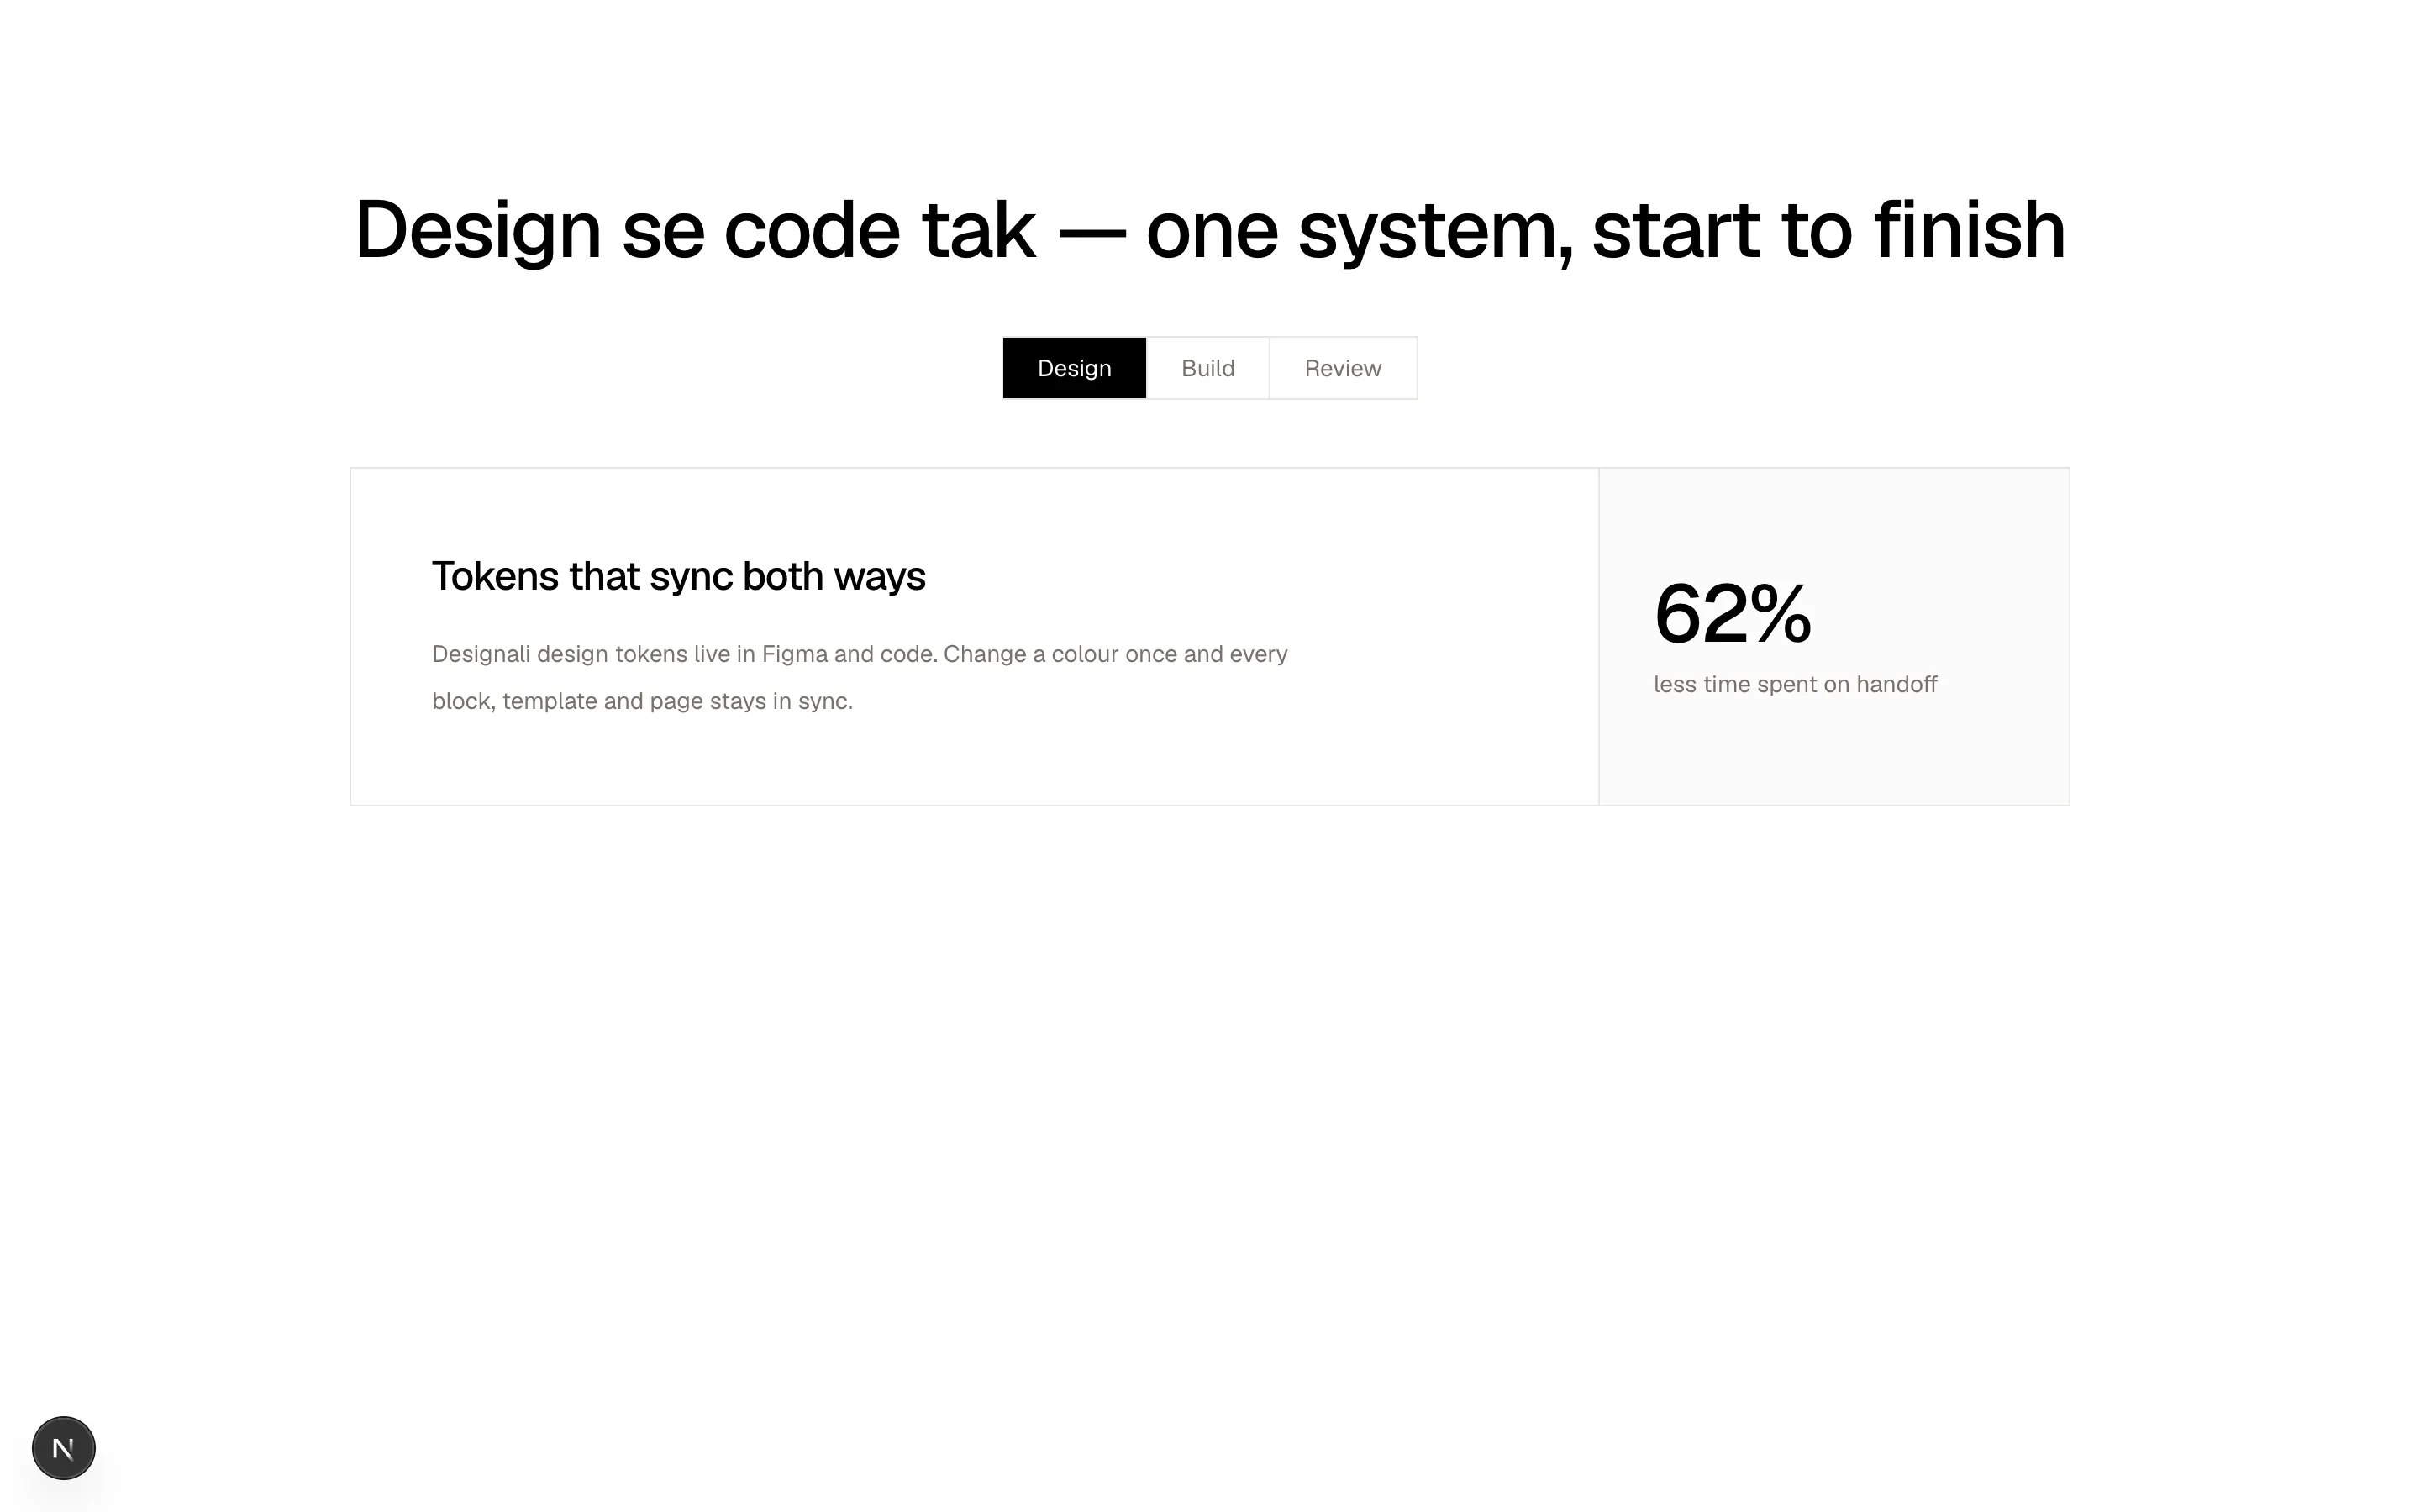 Design se code tak — one system, start to finish
Design
Build
Review
Tokens that sync both ways
Designali design tokens live in Figma and code. Change a colour once and every
block, template and page stays in sync.
62%
less time spent on handoff
N